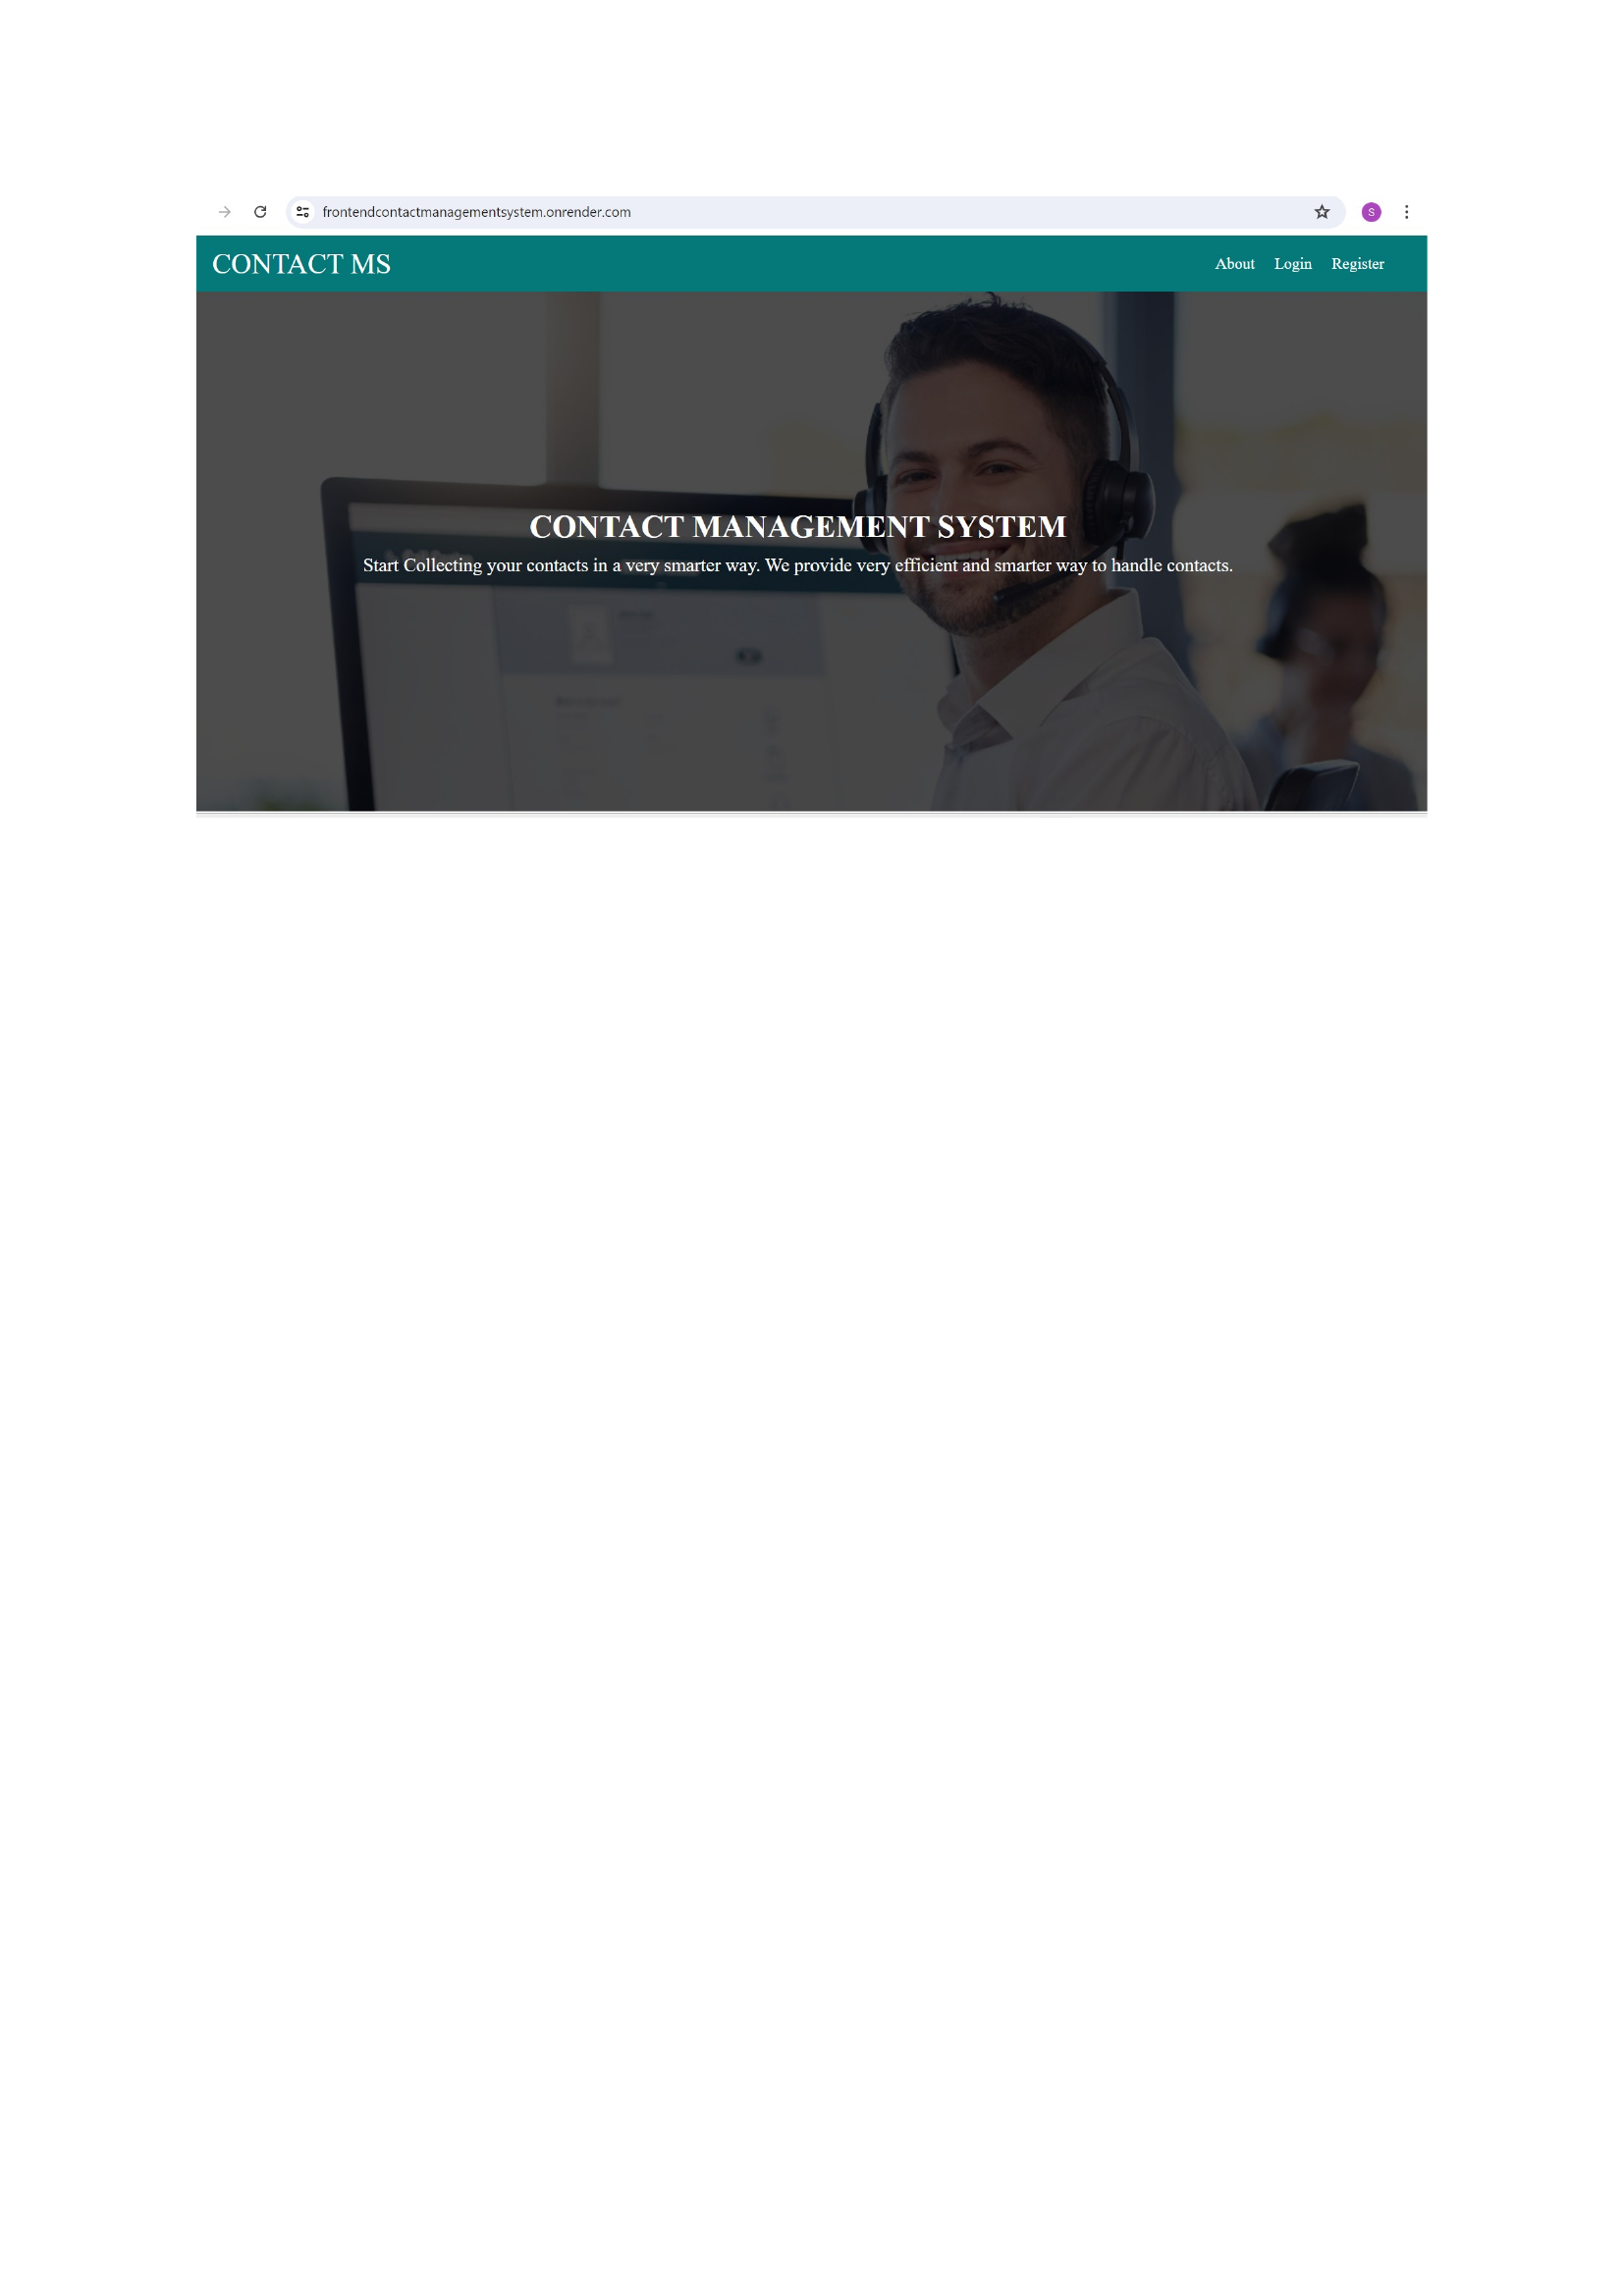 frontendcontactmanagementsystem.onrender.com
S
CONTACT MS
About Login Register
CONTACT MANAGEMENT SYSTEM
Start Collecting your contacts in a very smarter way. We provide very efficient and smarter way to handle contacts.